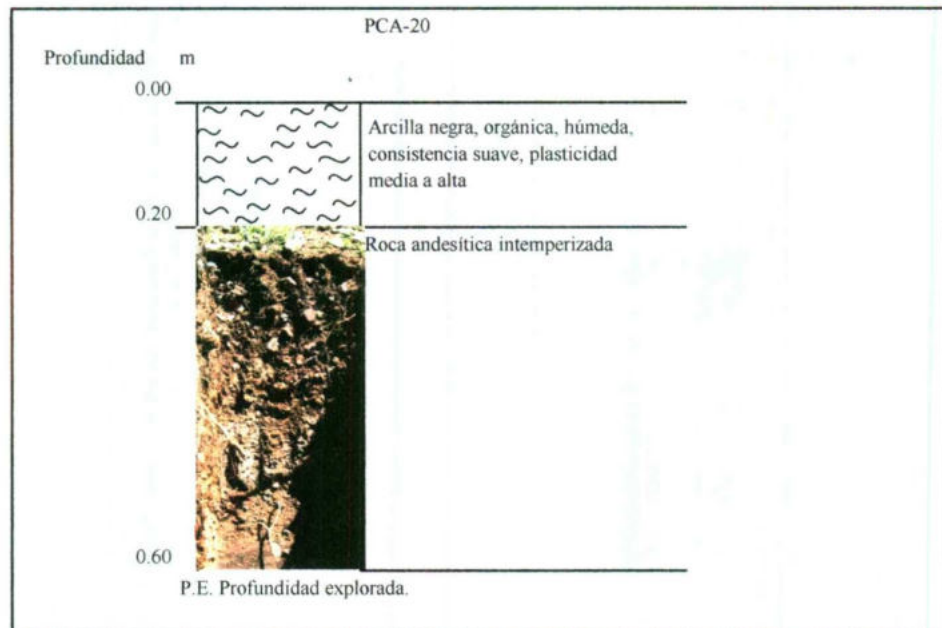 PCA-20
Profundidad m
0.00
Arcilla negra, orgánica, húmeda,
consistencia suave, plasticidad
media a alta
0.20
Roca andesítica intemperizada
0.60
P.E. Profundidad explorada.